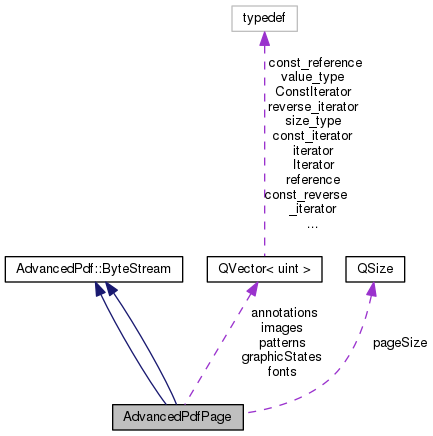 typedef
const_reference
value_type
ConstIterator
reverse_iterator
size_type
const_iterator
iterator
Iterator
reference
const_reverse
_iterator
...
AdvancedPdf::ByteStream
QVector< uint >
QSize
annotations
images
patterns
graphicStates
fonts
pageSize
AdvancedPdfPage